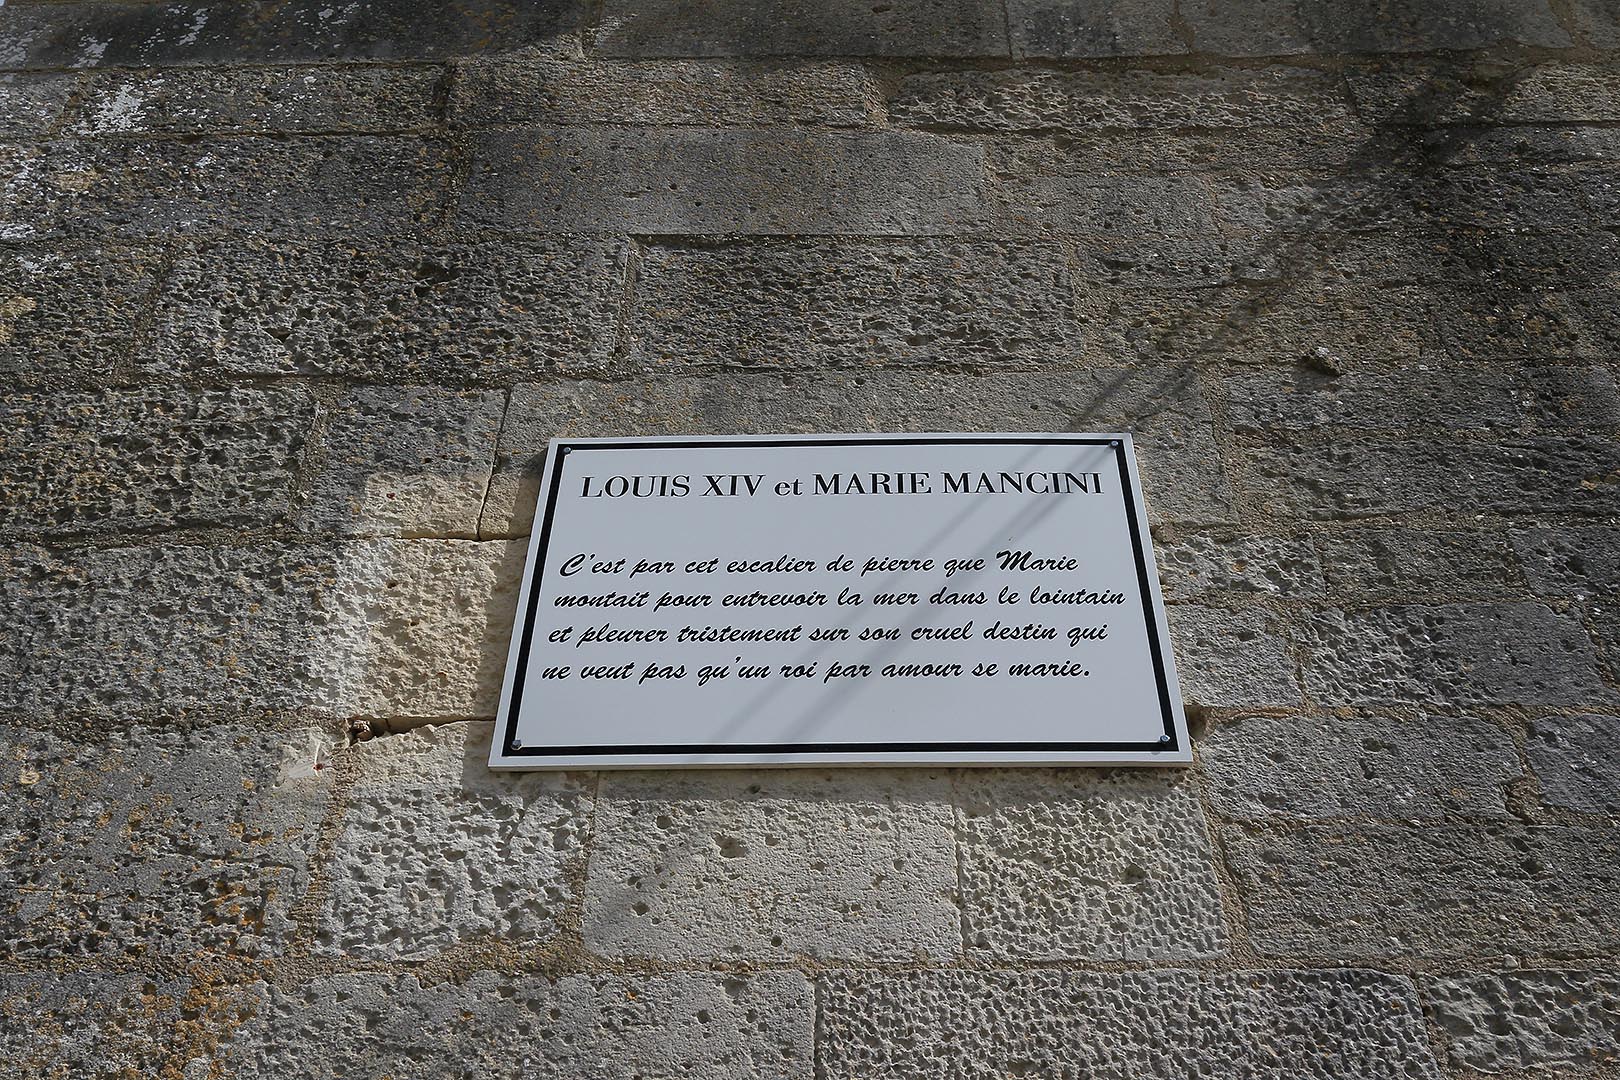 LOUIS XIV et MARIE MANCINI
C'est par cet escalier de pierre que Marie
montait pour entrevoir la mer dans le lointain
et pleurer tristement sur son cruel destin qui
ne veut pas qu'un roi par amour se marie.